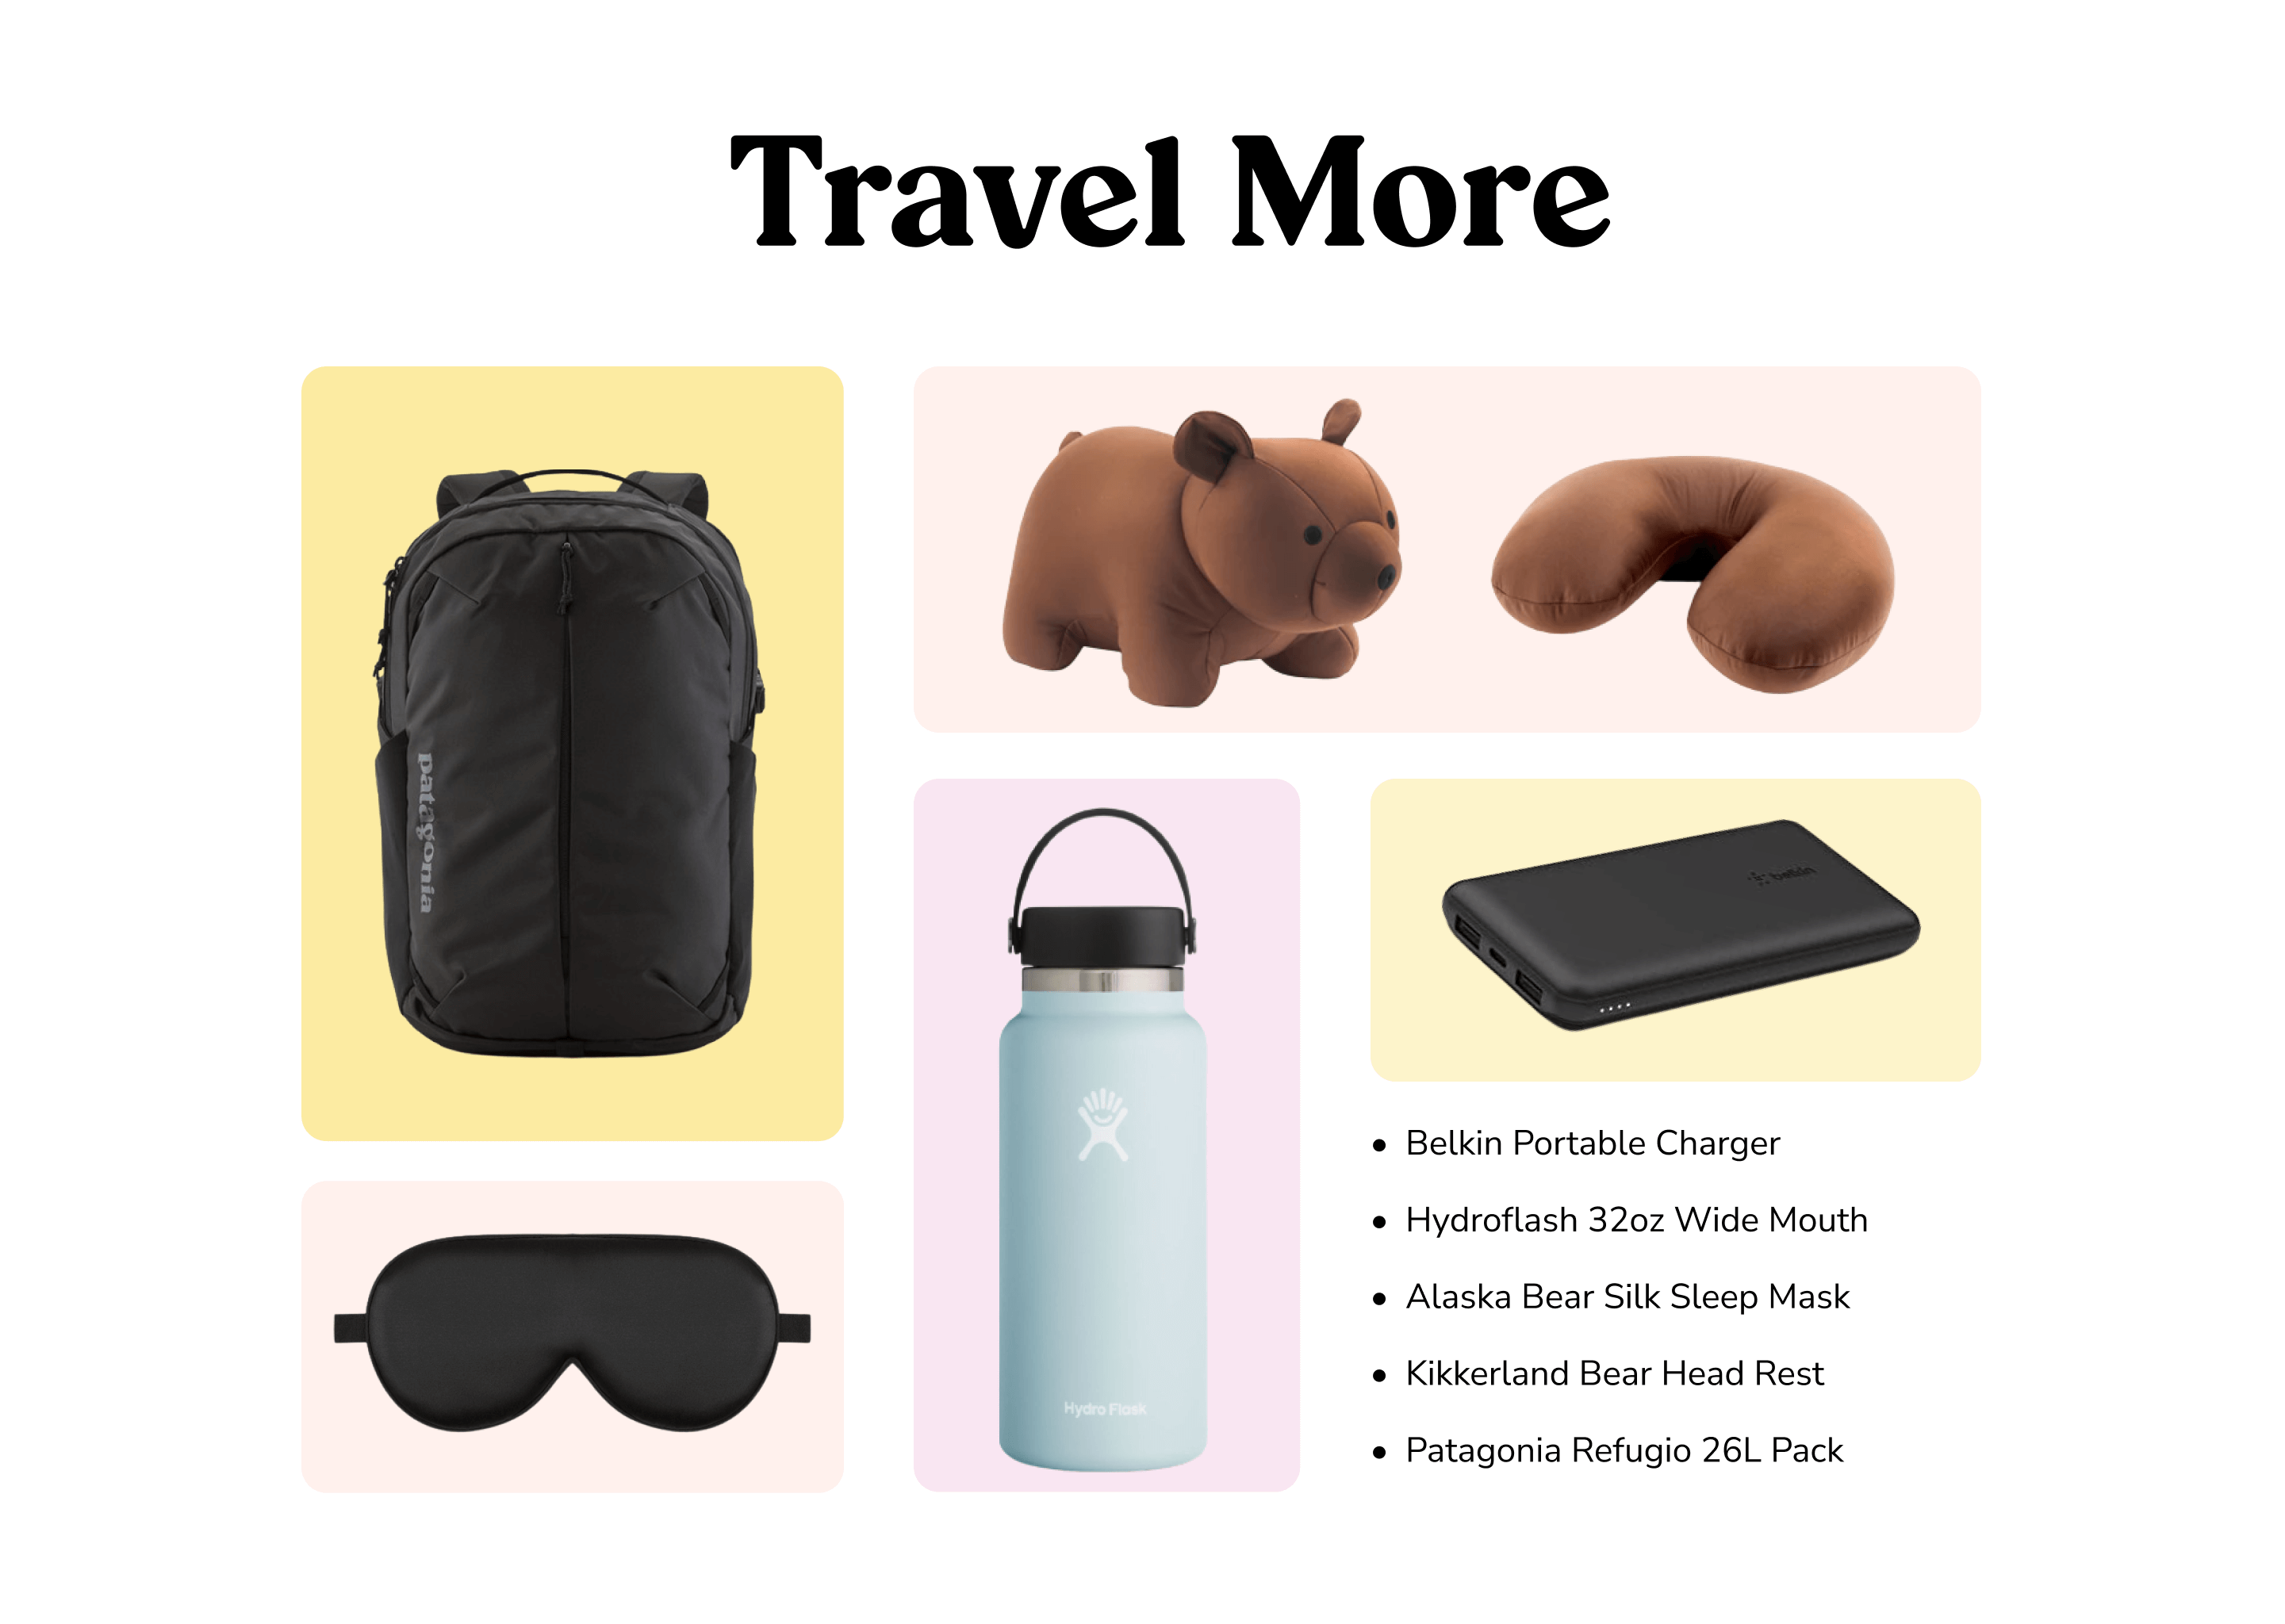 Travel More
patagonia
belkin
Hydro Flask
• Belkin Portable Charger
• Hydroflash 32oz Wide Mouth
• Alaska Bear Silk Sleep Mask
• Kikkerland Bear Head Rest
• Patagonia Refugio 26L Pack